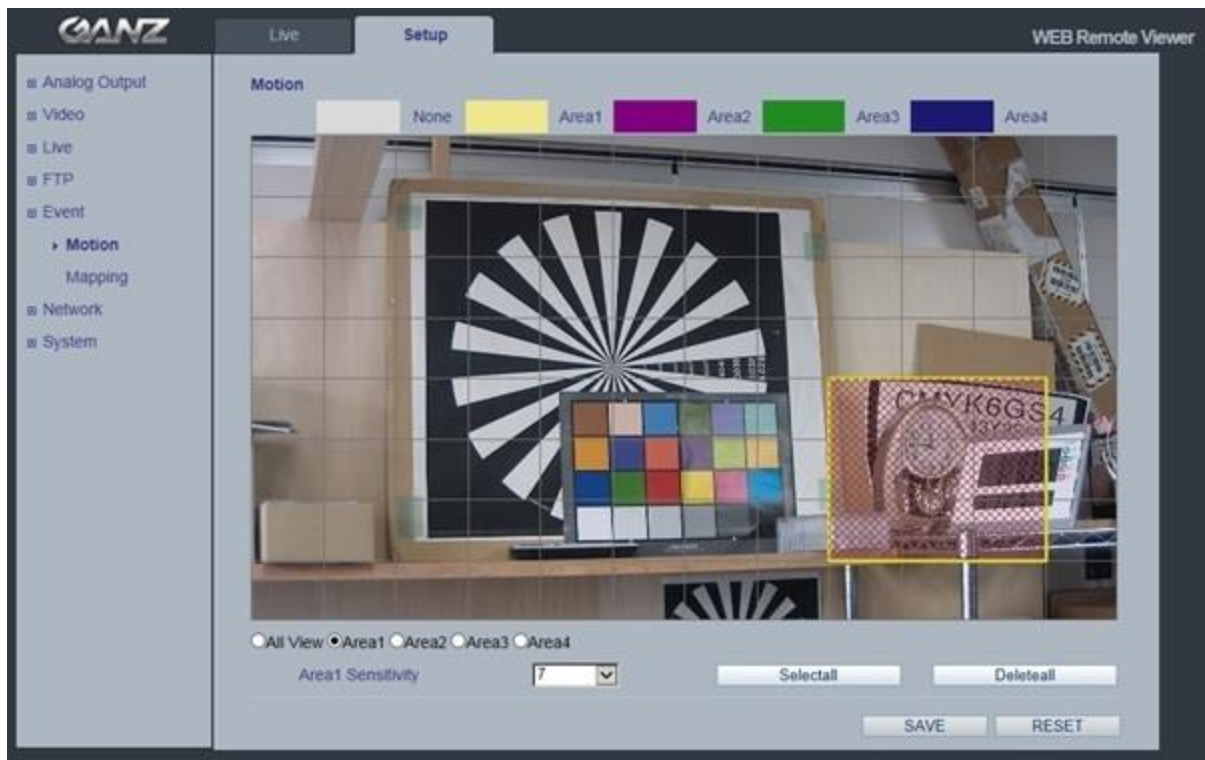 GANZ
Live
Setup
WEB Remote Viewer
Analog Output
Video
Live
FTP
Event
Motion
Mapping
Network
System
Motion
None
Area1
Area2
Area3
Area4
CMYK6GS4
All View
Area1
Area2
Area3
Area4
Area1 Sensitivity
7
Selectall
Deleteall
SAVE
RESET